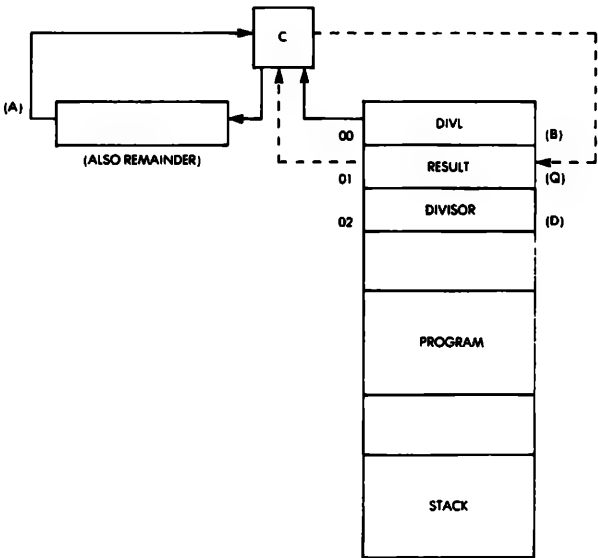 C
(A)
(ALSO REMAINDER)
00 DIVL (B)
01 RESULT (Q)
02 DIVISOR (D)
PROGRAM
STACK